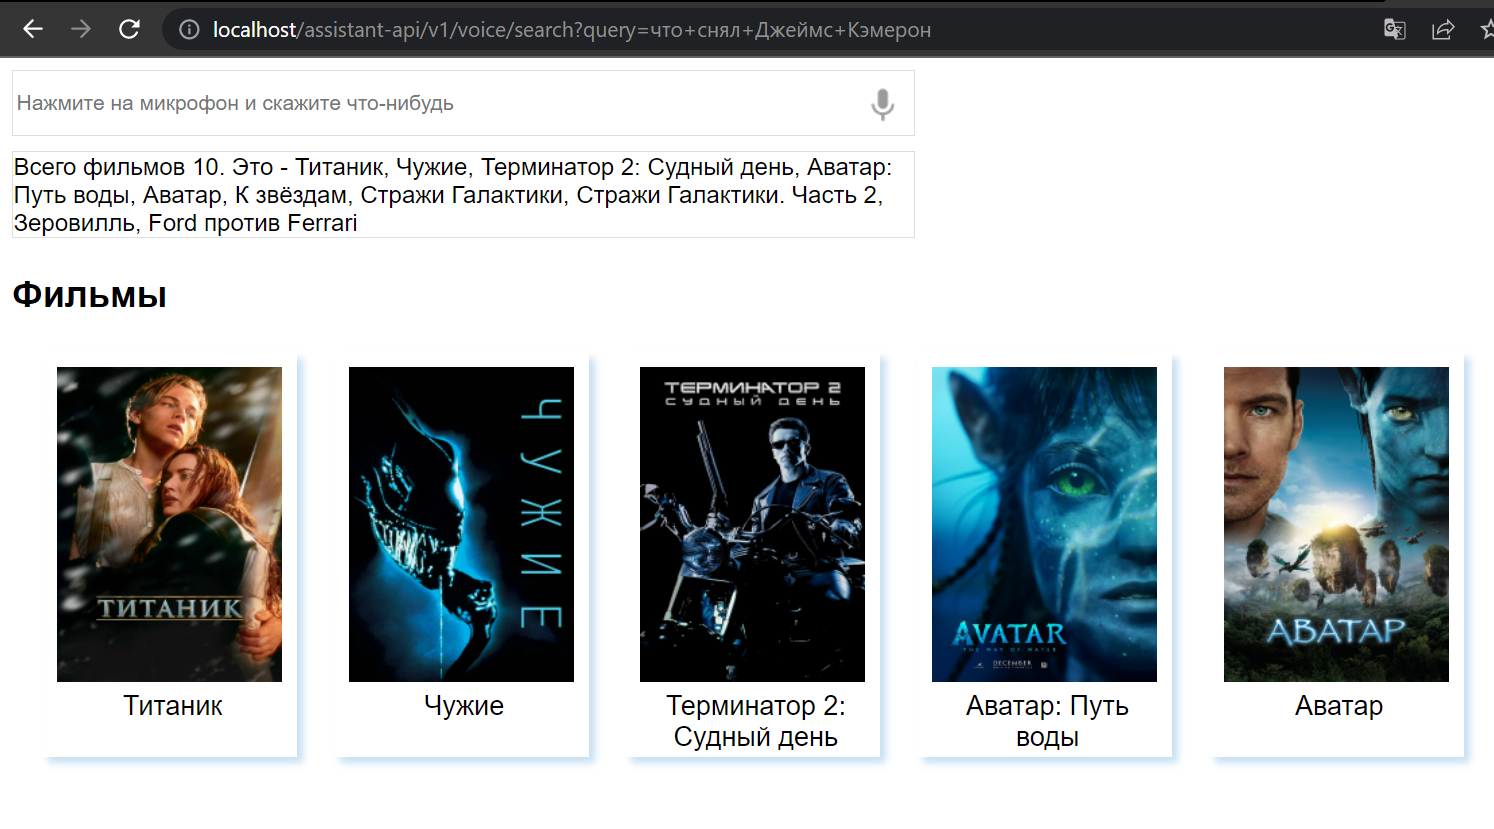 localhost/assistant-api/v1/voice/search?query=что+снял+Джеймс+Кэмерон
Нажмите на микрофон и скажите что-нибудь
Всего фильмов 10. Это - Титаник, Чужие, Терминатор 2: Судный день, Аватар:
Путь воды, Аватар, К звёздам, Стражи Галактики, Стражи Галактики. Часть 2,
Зеровилль, Ford против Ferrari
Фильмы
ТИТАНИК
ЧУЖИЕ
ТЕРМИНАТОР 2
СУДНЫЙ ДЕНЬ
AVATAR
THE WAY OF WATER
DECEMBER
АВАТАР
Титаник
Чужие
Терминатор 2:
Судный день
Аватар: Путь
воды
Аватар